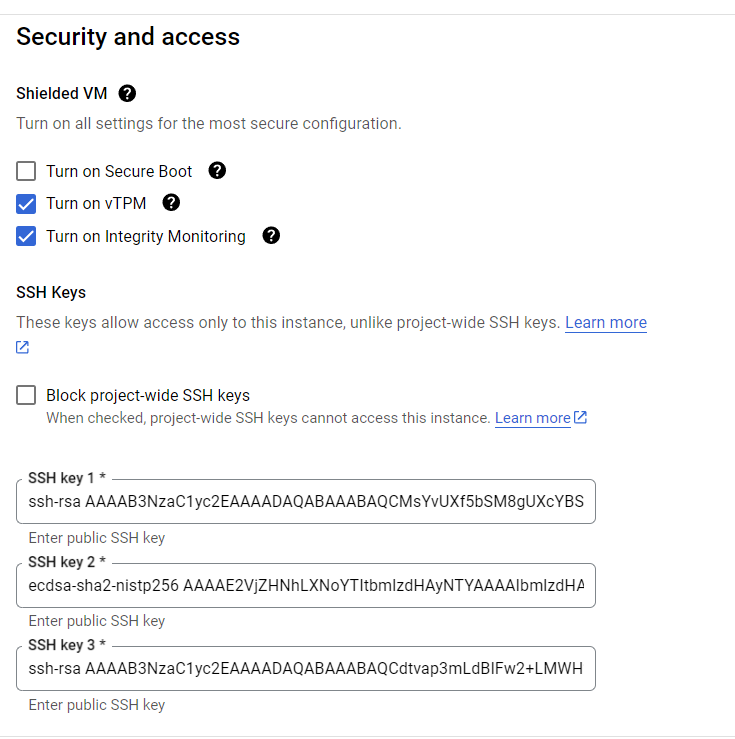 Security and access
Shielded VM
Turn on all settings for the most secure configuration.
Turn on Secure Boot
Turn on vTPM
Turn on Integrity Monitoring
SSH Keys
These keys allow access only to this instance, unlike project-wide SSH keys. Learn more
Block project-wide SSH keys
When checked, project-wide SSH keys cannot access this instance. Learn more
SSH key 1 *
ssh-rsa AAAAB3NzaC1yc2EAAAADAQABAAABAQCMsYvUXf5bSM8gUXcYBS
Enter public SSH key
SSH key 2 *
ecdsa-sha2-nistp256 AAAAE2VjZHNhLXNoYTItbmlzdHAyNTYAAAAIbmlzdHA
Enter public SSH key
SSH key 3 *
ssh-rsa AAAAB3NzaC1yc2EAAAADAQABAAABAQCdtvap3mLdBIFw2+LMWH
Enter public SSH key